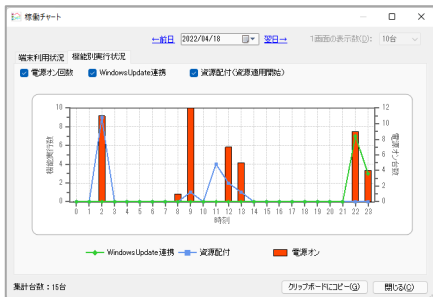 稼働チャート
←前日 2022/04/18 翌日→ 1画面の表示数(D): 10台
端末利用状況 機能別実行状況
電源オン回数 WindowsUpdate連携 資源配付(資源適用開始)
10 12
8 10
6 8
4 6
2 4
0 2
0
機能実行数
電源オン台数
0 1 2 3 4 5 6 7 8 9 10 11 12 13 14 15 16 17 18 19 20 21 22 23
時刻
WindowsUpdate連携 資源配付 電源オン
集計台数:15台 クリップボードにコピー(G) 閉じる(C)